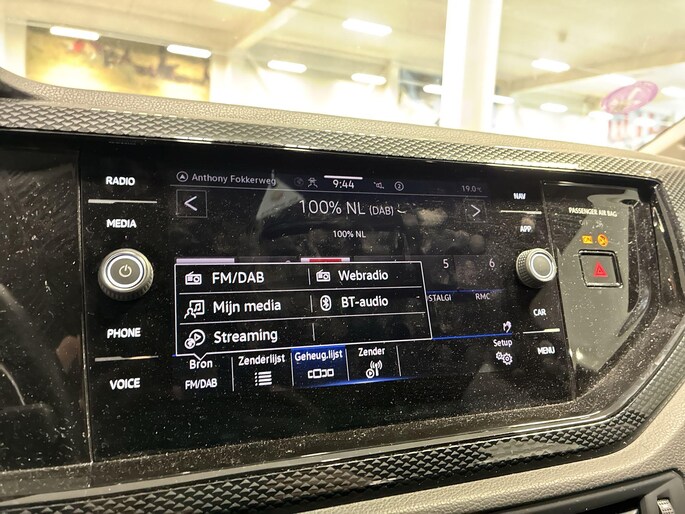 RADIO
MEDIA
PHONE
VOICE
Anthony Fokkerweg
9:44
2
19.0°C
100% NL (DAB)
100% NL
5 6
RMC
FM/DAB Webradio
Mijn media BT-audio
Streaming
Bron
FM/DAB
Zenderlijst
Geheug.lijst
Zender
Setup
NAV
APP
CAR
MENU
PASSENGER AIR BAG